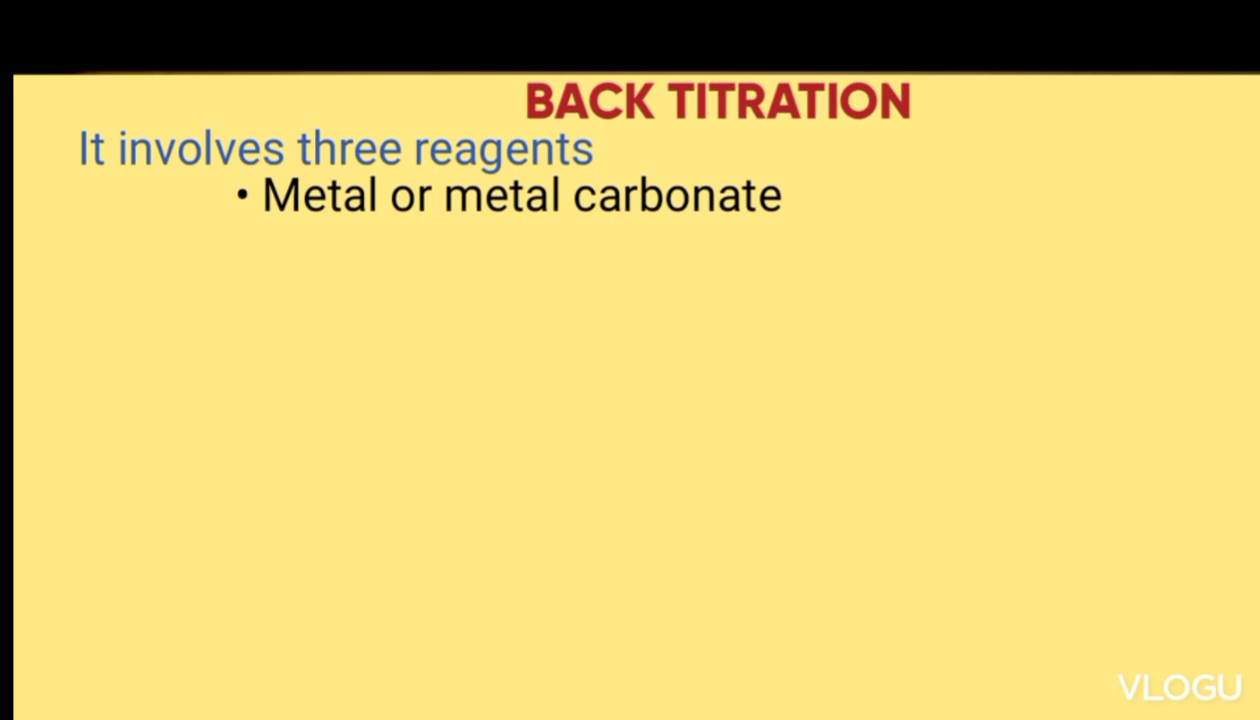 BACK TITRATION
It involves three reagents
• Metal or metal carbonate
VLOGU